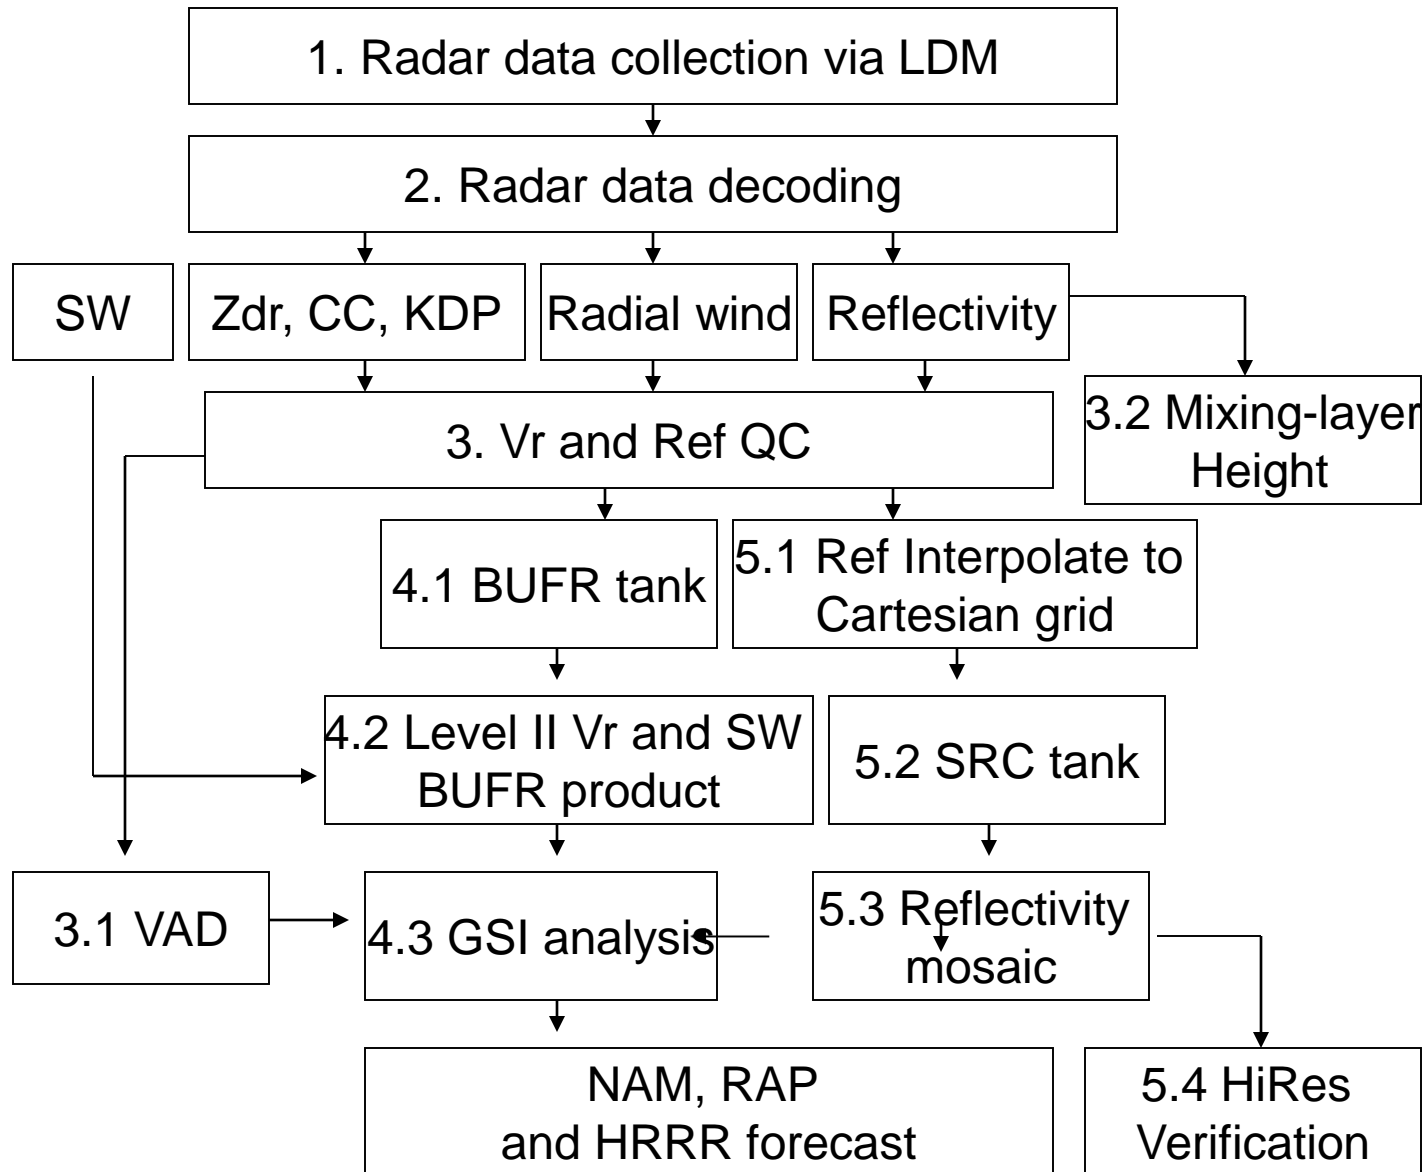 1. Radar data collection via LDM
2. Radar data decoding
SW
Zdr, CC, KDP
Radial wind
Reflectivity
3. Vr and Ref QC
3.2 Mixing-layer
Height
4.1 BUFR tank
5.1 Ref Interpolate to
Cartesian grid
4.2 Level II Vr and SW
BUFR product
5.2 SRC tank
3.1 VAD
4.3 GSI analysis
5.3 Reflectivity
mosaic
NAM, RAP
and HRRR forecast
5.4 HiRes
Verification